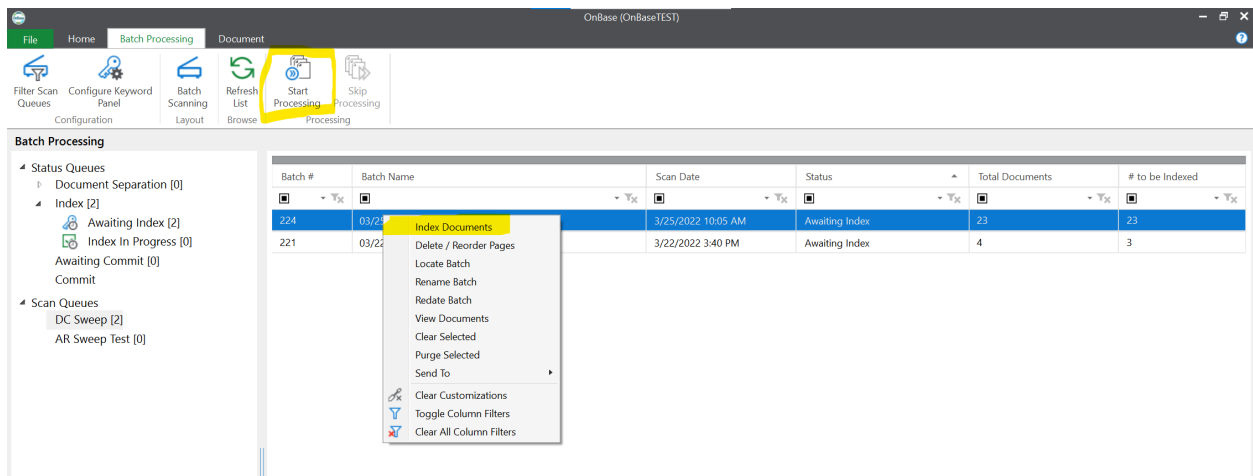 OnBase (OnBaseTEST)
File Home Batch Processing Document
Filter Scan Queues
Configure Keyword Panel
Batch Scanning
Refresh List
Start Processing
Skip Processing
Configuration Layout Browse Processing
Batch Processing
Status Queues
Document Separation [0]
Index [2]
Awaiting Index [2]
Index In Progress [0]
Awaiting Commit [0]
Commit
Scan Queues
DC Sweep [2]
AR Sweep Test [0]
Batch # Batch Name Scan Date Status Total Documents # to be Indexed
224 03/25 3/25/2022 10:05 AM Awaiting Index 23 23
221 03/22 3/22/2022 3:40 PM Awaiting Index 4 3
Index Documents
Delete / Reorder Pages
Locate Batch
Rename Batch
Redate Batch
View Documents
Clear Selected
Purge Selected
Send To
Clear Customizations
Toggle Column Filters
Clear All Column Filters